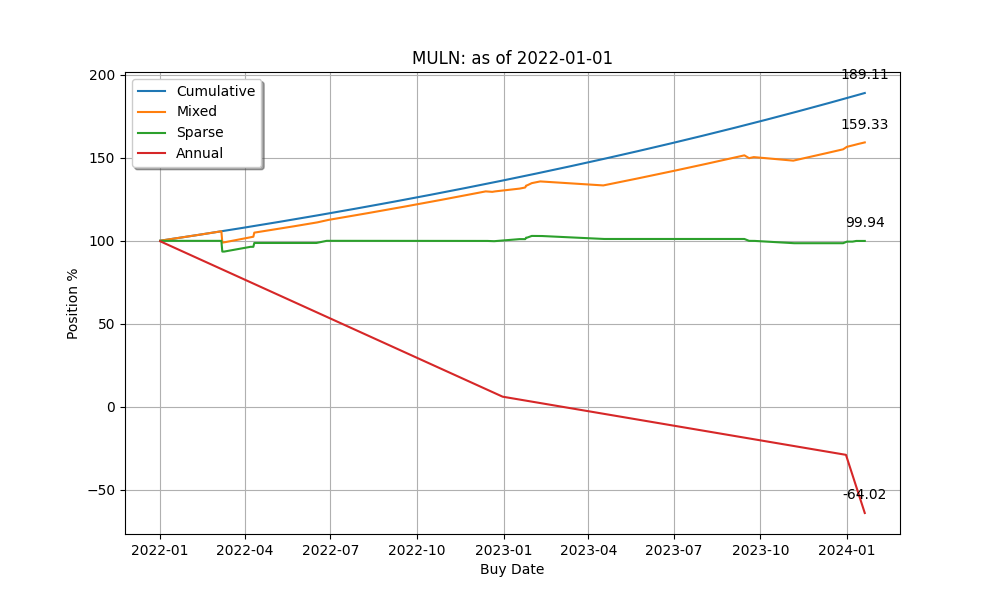 MULN: as of 2022-01-01
Cumulative
Mixed
Sparse
Annual
189.11
159.33
99.94
-64.02
200
150
100
50
0
−50
Position %
2022-01 2022-04 2022-07 2022-10 2023-01 2023-04 2023-07 2023-10 2024-01
Buy Date